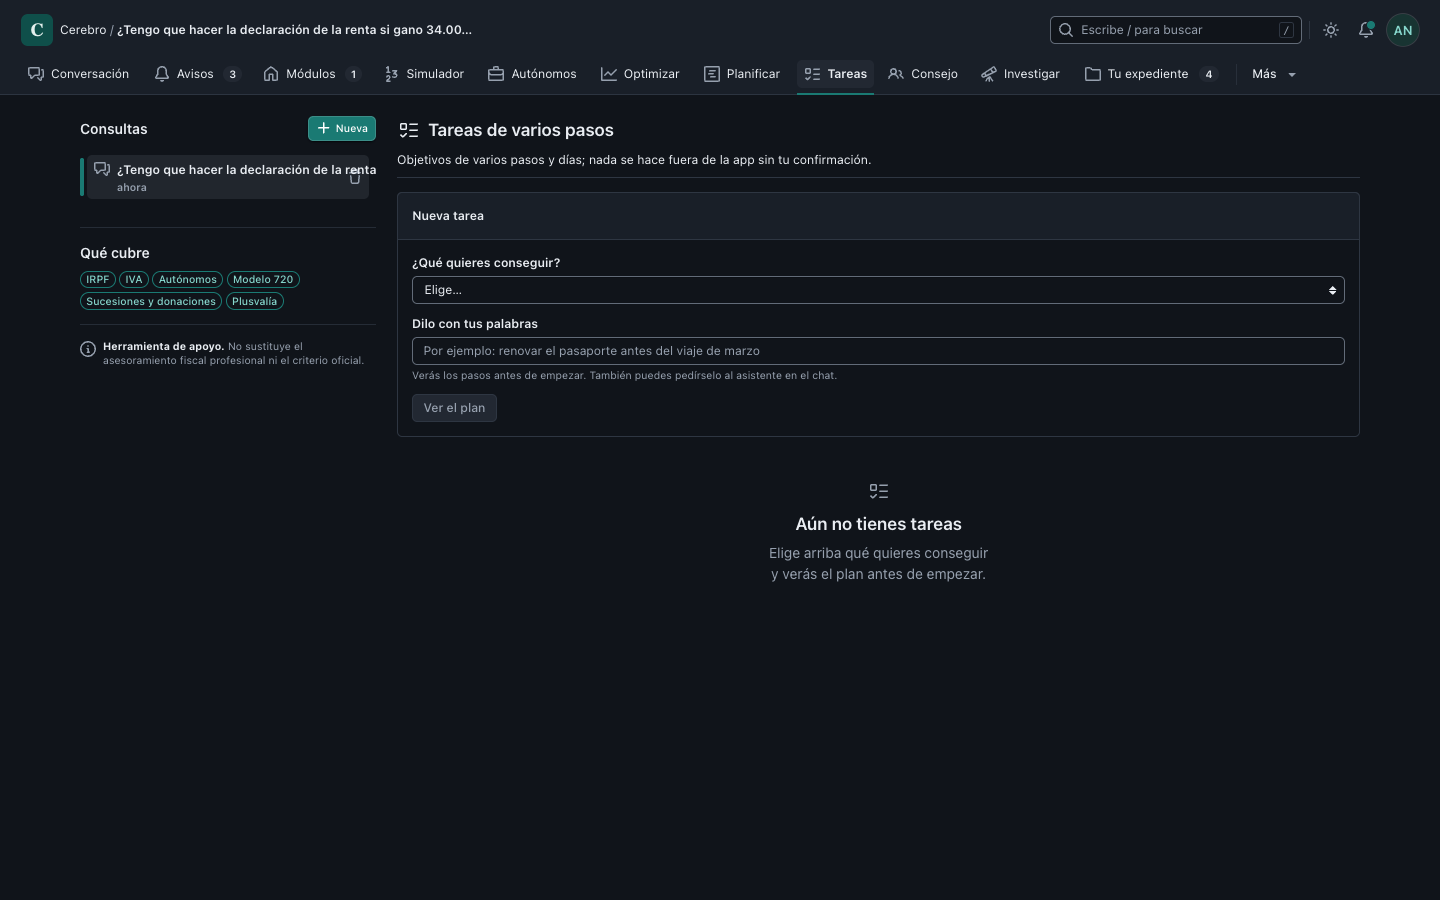 C Cerebro / ¿Tengo que hacer la declaración de la renta si gano 34.00...
Escribe / para buscar /
AN
Conversación Avisos 3 Módulos 1 Simulador Autónomos Optimizar Planificar Tareas Consejo Investigar Tu expediente 4 Más
Consultas
Nueva
¿Tengo que hacer la declaración de la renta
ahora
Qué cubre
IRPF IVA Autónomos Modelo 720
Sucesiones y donaciones Plusvalía
Herramienta de apoyo. No sustituye el
asesoramiento fiscal profesional ni el criterio oficial.
Tareas de varios pasos
Objetivos de varios pasos y días; nada se hace fuera de la app sin tu confirmación.
Nueva tarea
¿Qué quieres conseguir?
Elige...
Dilo con tus palabras
Por ejemplo: renovar el pasaporte antes del viaje de marzo
Verás los pasos antes de empezar. También puedes pedírselo al asistente en el chat.
Ver el plan
Aún no tienes tareas
Elige arriba qué quieres conseguir
y verás el plan antes de empezar.